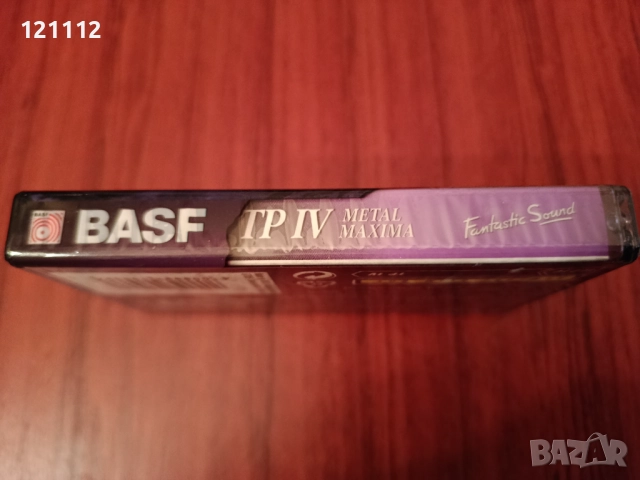 121112
BASF TP IV METAL MAXIMA Fantastic Sound
BAZAR